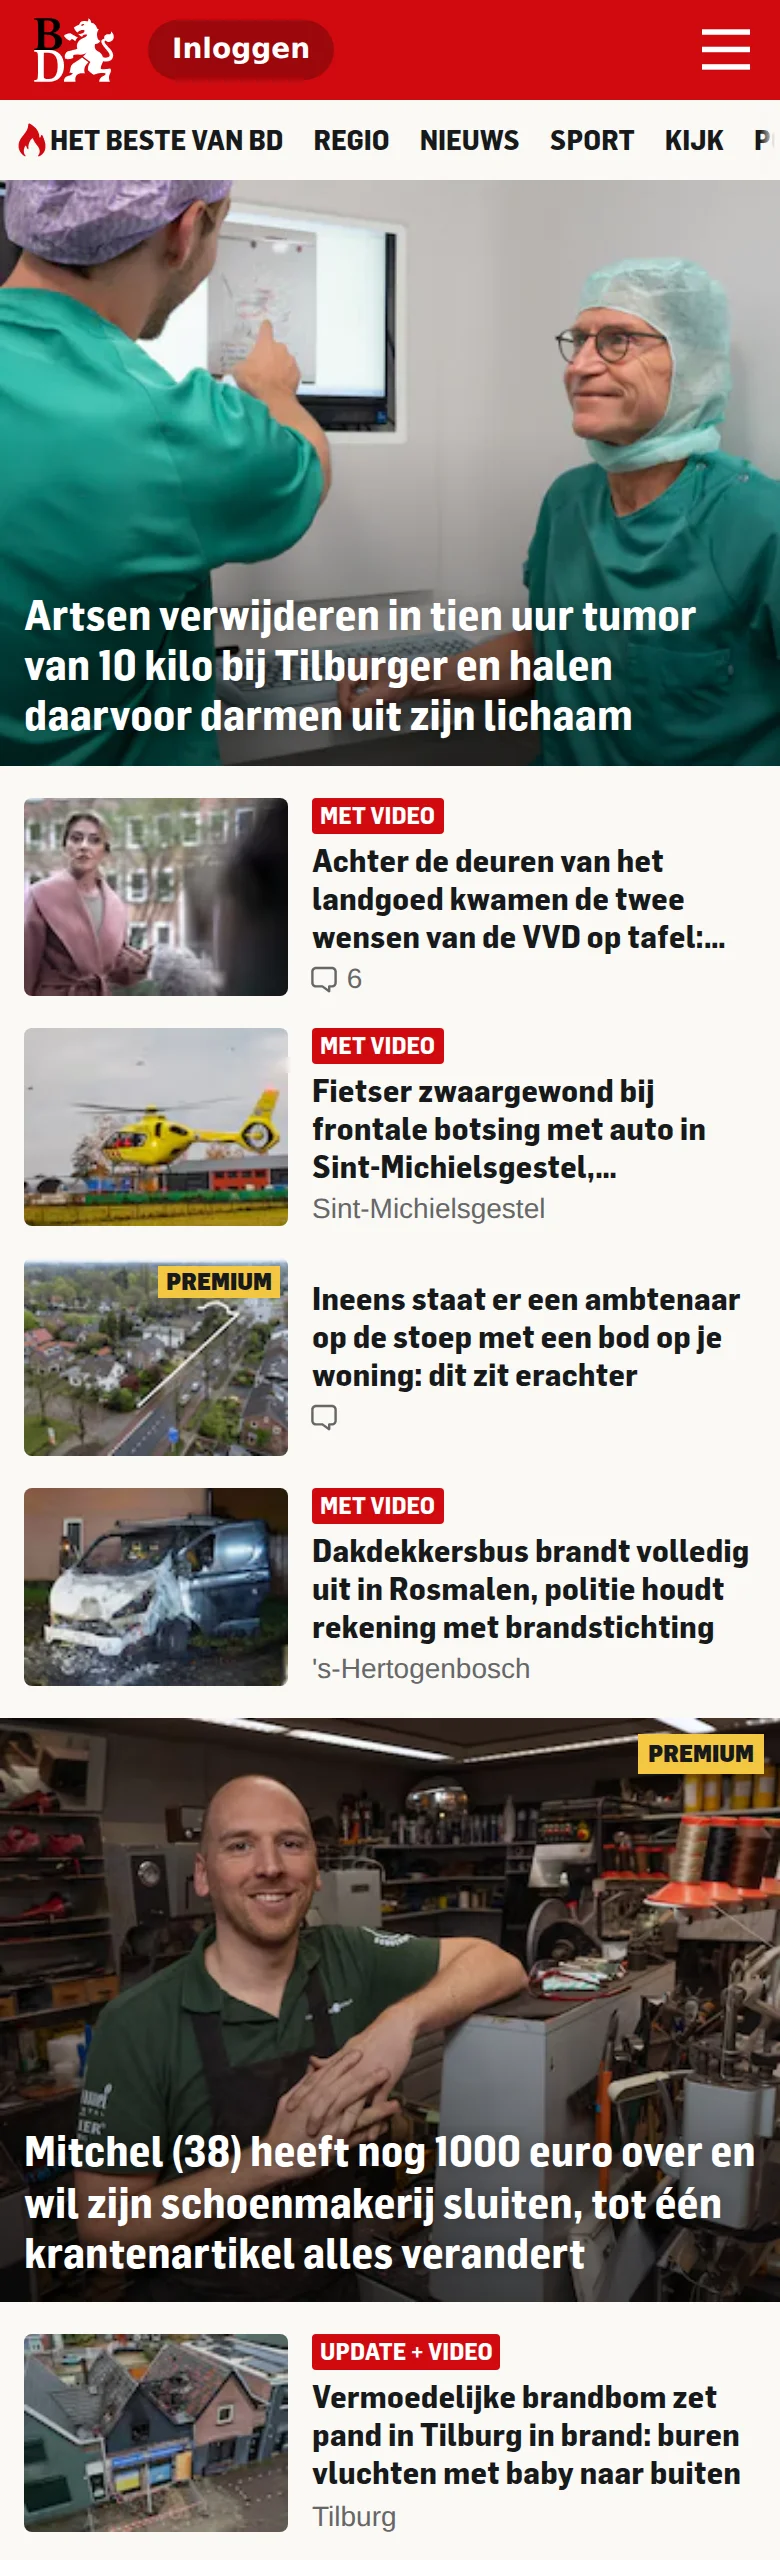 BD
Inloggen
HET BESTE VAN BD REGIO NIEUWS SPORT KIJK
Artsen verwijderen in tien uur tumor
van 10 kilo bij Tilburger en halen
daarvoor darmen uit zijn lichaam
MET VIDEO
Achter de deuren van het
landgoed kwamen de twee
wensen van de VVD op tafel:...
6
MET VIDEO
Fietser zwaargewond bij
frontale botsing met auto in
Sint-Michielsgestel,...
Sint-Michielsgestel
PREMIUM
Ineens staat er een ambtenaar
op de stoep met een bod op je
woning: dit zit erachter
MET VIDEO
Dakdekkersbus brandt volledig
uit in Rosmalen, politie houdt
rekening met brandstichting
's-Hertogenbosch
PREMIUM
Mitchel (38) heeft nog 1000 euro over en
wil zijn schoenmakerij sluiten, tot één
krantenartikel alles verandert
UPDATE + VIDEO
Vermoedelijke brandbom zet
pand in Tilburg in brand: buren
vluchten met baby naar buiten
Tilburg